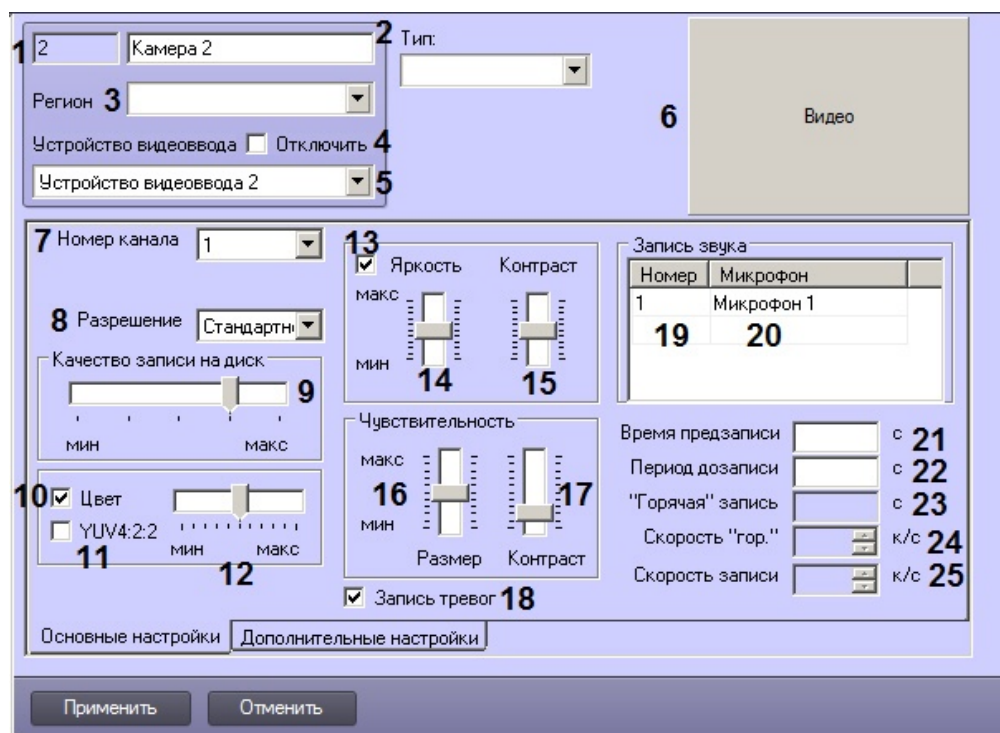 1 2 Камера 2 2 Тип:
Регион 3
6 Видео
Устройство видеоввода Отключить 4
Устройство видеоввода 2 5
7 Номер канала 1
8 Разрешение Стандартн
Качество записи на диск
9
мин макс
10 Цвет
YUV4:2:2
11 мин 12 макс
13 Яркость Контраст
макс
мин
14 15
Чувствительность
макс
16 17
мин
Размер Контраст
Запись тревог 18
Запись звука
Номер Микрофон
1 Микрофон 1
19 20
Время предзаписи с 21
Период дозаписи с 22
"Горячая" запись с 23
Скорость "гор." к/с 24
Скорость записи к/с 25
Основные настройки Дополнительные настройки
Применить Отменить